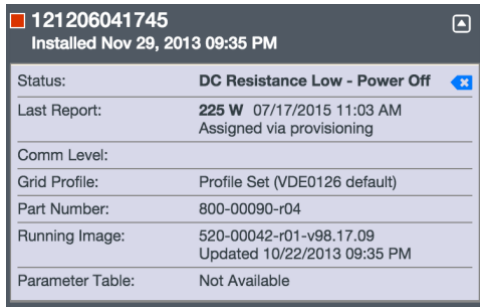 121206041745
Installed Nov 29, 2013 09:35 PM
Status: DC Resistance Low - Power Off
Last Report: 225 W 07/17/2015 11:03 AM
Assigned via provisioning
Comm Level:
Grid Profile: Profile Set (VDE0126 default)
Part Number: 800-00090-r04
Running Image: 520-00042-r01-v98.17.09
Updated 10/22/2013 09:35 PM
Parameter Table: Not Available